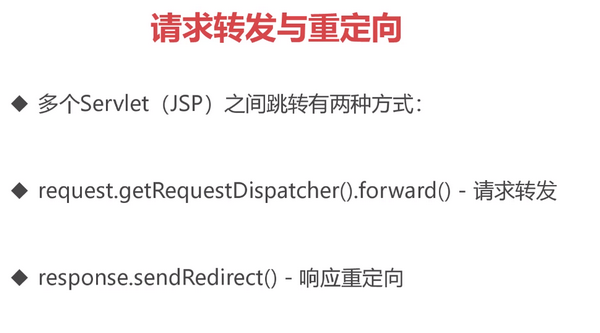 请求转发与重定向
◆ 多个Servlet（JSP）之间跳转有两种方式：
◆ request.getRequestDispatcher().forward() - 请求转发
◆ response.sendRedirect() - 响应重定向